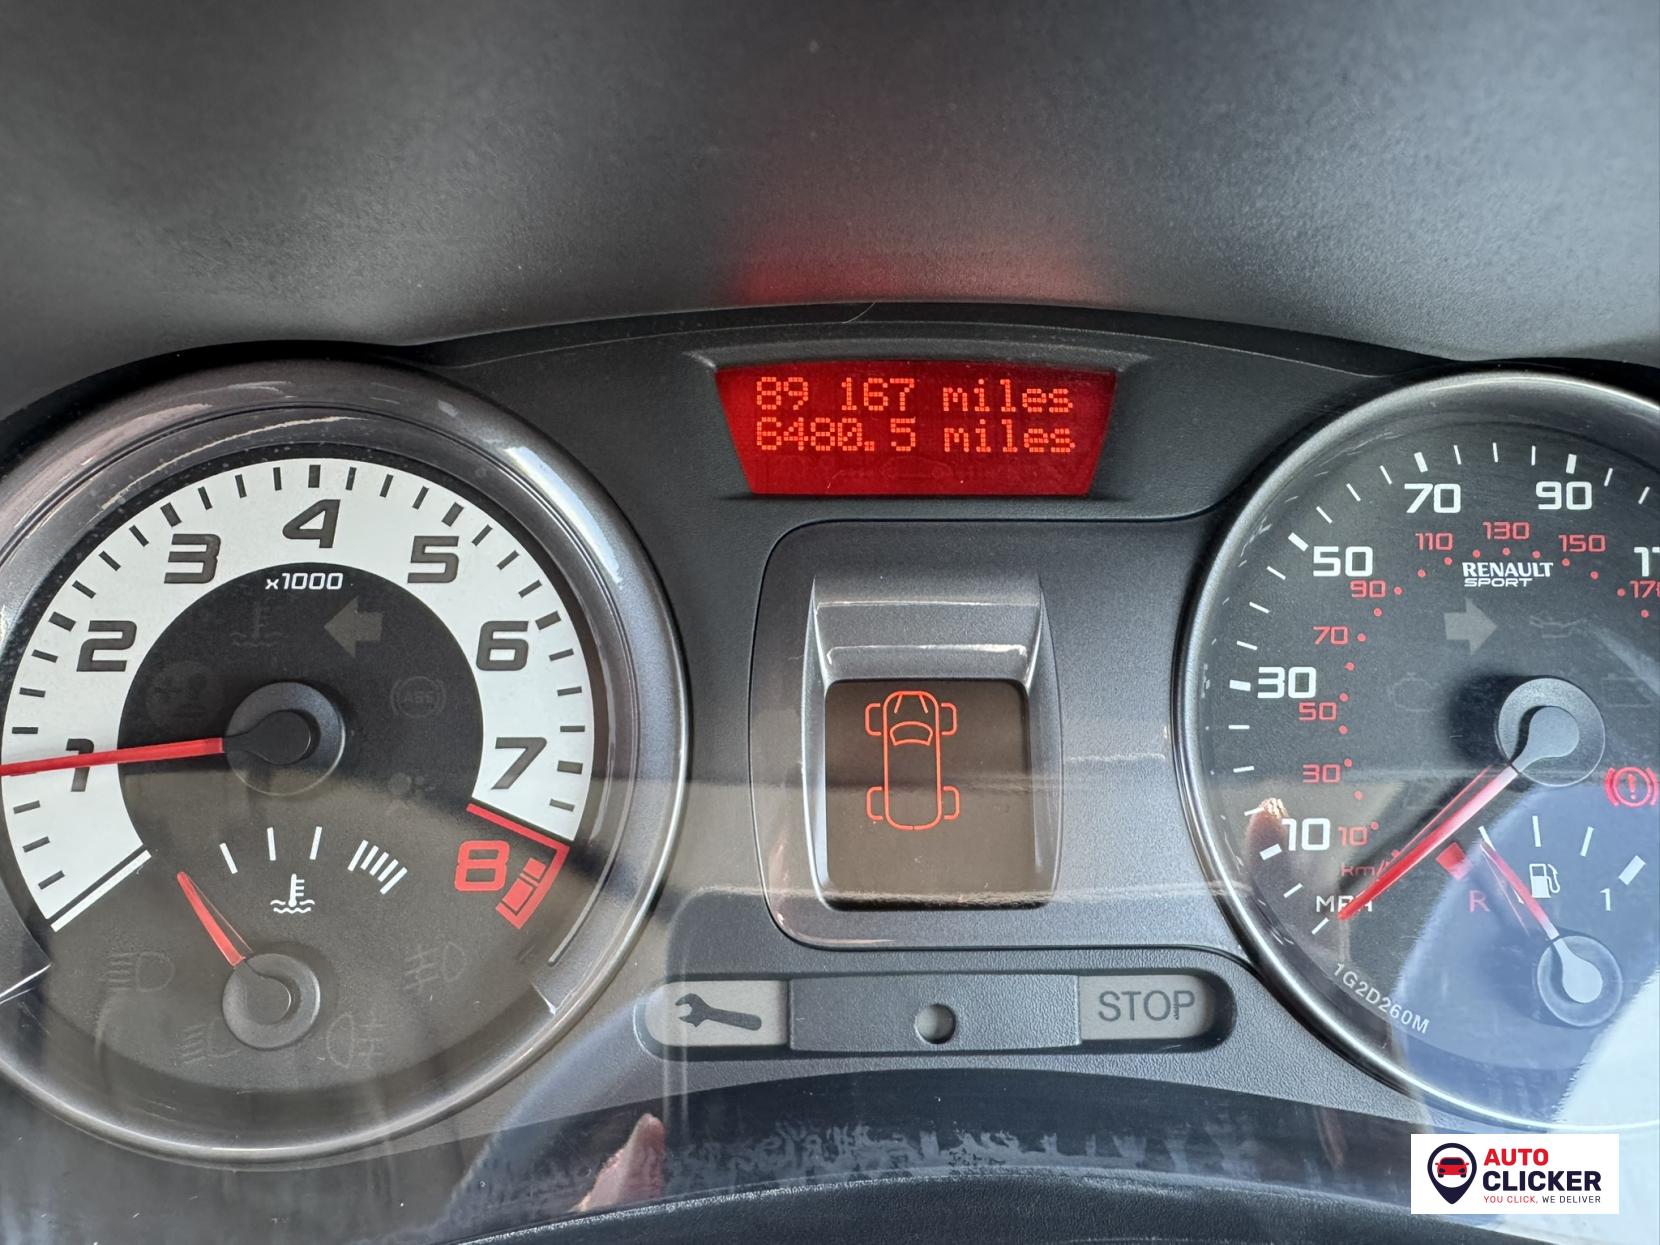 89 167 miles
6480.5 miles
1
2
3
4
5
6
7
8
x1000
ABS
10
30
50
70
90
10
30
50
70
90
110
130
150
RENAULT
SPORT
km/
MPH
R
1
1G2D260M
STOP
AUTO
CLICKER
YOU CLICK, WE DELIVER